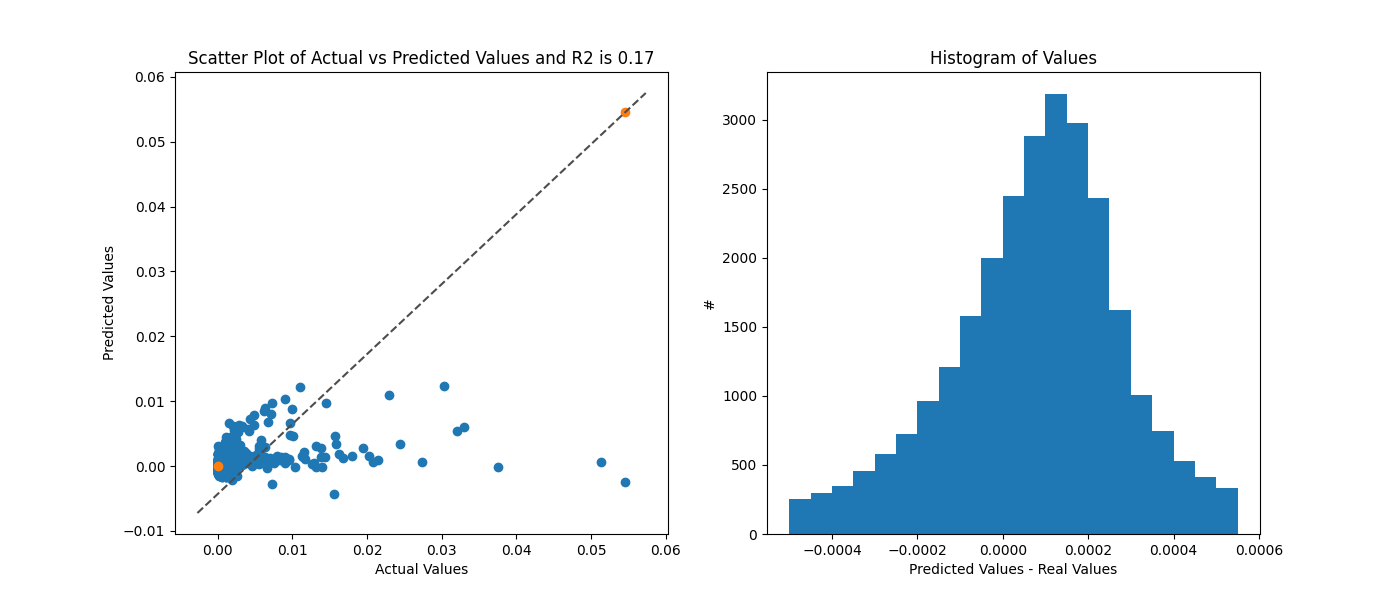 Scatter Plot of Actual vs Predicted Values and R2 is 0.17
0.06
0.05
0.04
0.03
0.02
0.01
0.00
−0.01
Predicted Values
0.00 0.01 0.02 0.03 0.04 0.05 0.06
Actual Values
Histogram of Values
3000
2500
2000
1500
1000
500
0
#
−0.0004 −0.0002 0.0000 0.0002 0.0004 0.0006
Predicted Values - Real Values